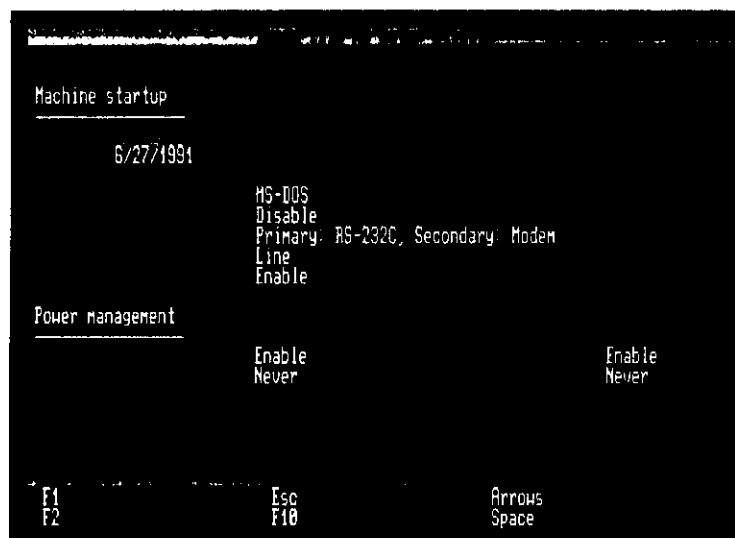 Machine startup
6/27/1991
MS-DOS
Disable
Primary: RS-232C, Secondary: Modem
Line
Enable
Power management
Enable Enable
Never Never
F1 Esc Arrows
F2 F10 Space